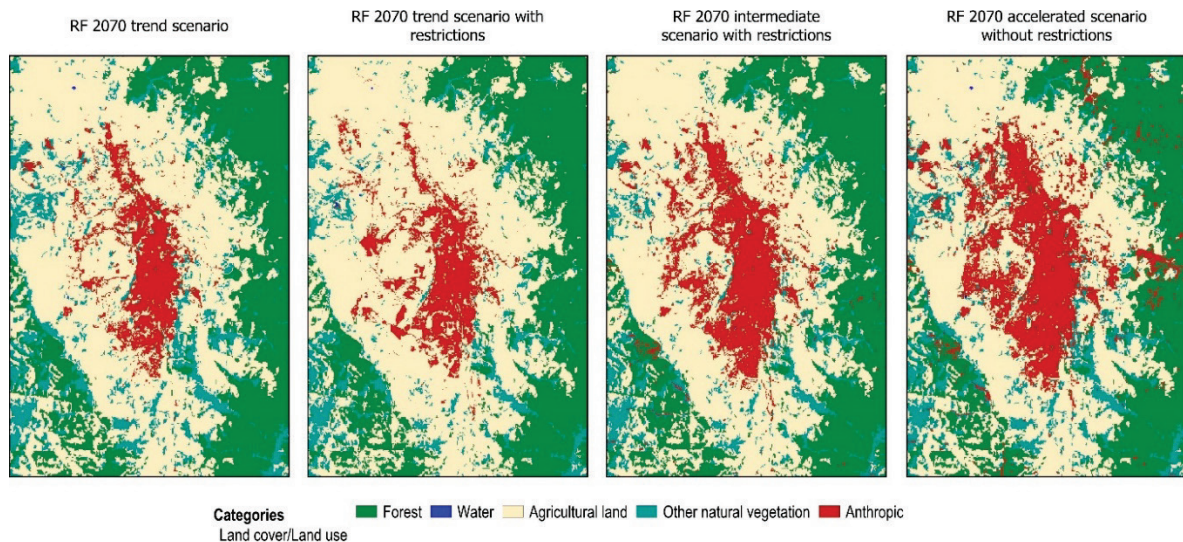 RF 2070 trend scenario
RF 2070 trend scenario with
restrictions
RF 2070 intermediate
scenario with restrictions
RF 2070 accelerated scenario
without restrictions
Categories
Land cover/Land use
Forest
Water
Agricultural land
Other natural vegetation
Anthropic